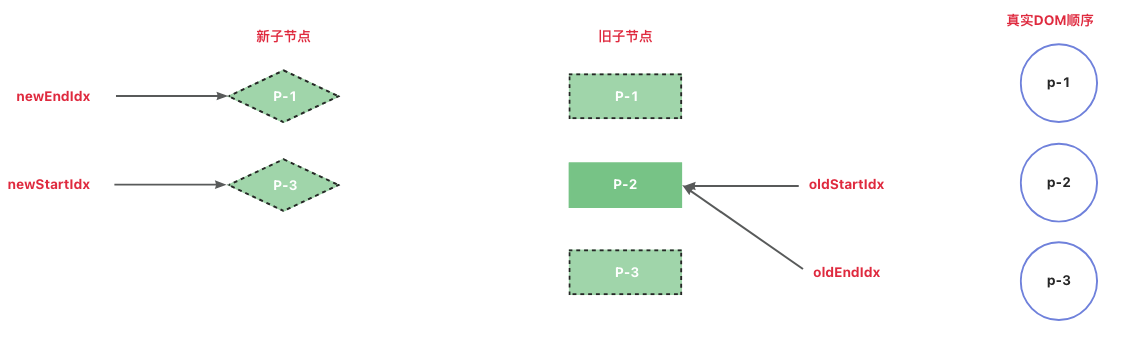 真实DOM顺序
新子节点
旧子节点
newEndIdx
P-1
P-1
p-1
newStartIdx
P-3
P-2
oldStartIdx
p-2
P-3
oldEndIdx
p-3